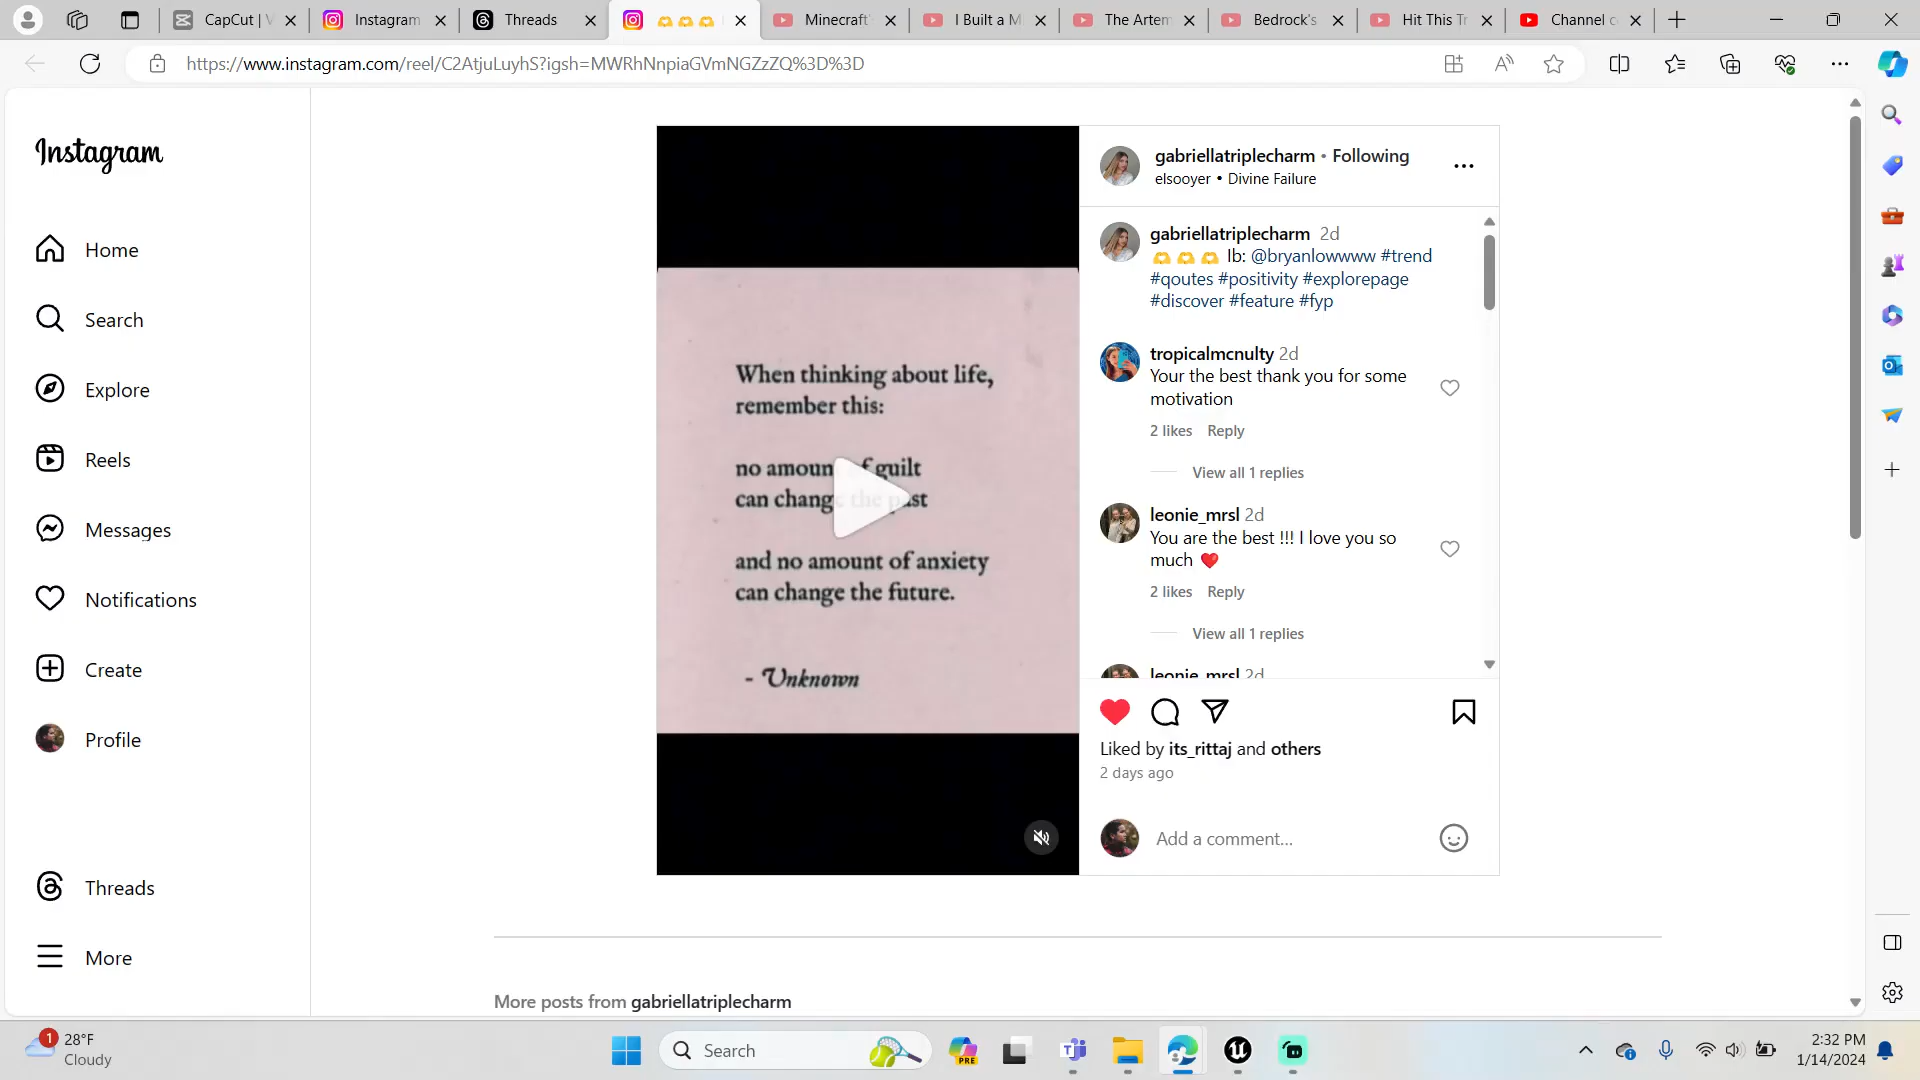 CapCut | V
Instagram
Threads
🫶🫶🫶
Minecraft'
I Built a M
The Artem
Bedrock's
Hit This Tr
Channel c
https://www.instagram.com/reel/C2AtjuLuyhS?igsh=MWRhNnpiaGVmNGZzZQ%3D%3D
Instagram
Home
Search
Explore
Reels
Messages
Notifications
Create
Profile
Threads
More
When thinking about life,
remember this:
no amount of guilt
can change the past
and no amount of anxiety
can change the future.
- Unknown
gabriellatriplecharm • Following
elsooyer • Divine Failure
gabriellatriplecharm 2d
🫶🫶🫶 Ib: @bryanlowwww #trend
#qoutes #positivity #explorepage
#discover #feature #fyp
tropicalmcnulty 2d
Your the best thank you for some
motivation
2 likes Reply
View all 1 replies
leonie_mrsl 2d
You are the best !!! I love you so
much ❤️
2 likes Reply
View all 1 replies
leonie_mrsl 2d
Liked by its_rittaj and others
2 days ago
Add a comment...
More posts from gabriellatriplecharm
1
28°F
Cloudy
Search
PRE
2:32 PM
1/14/2024